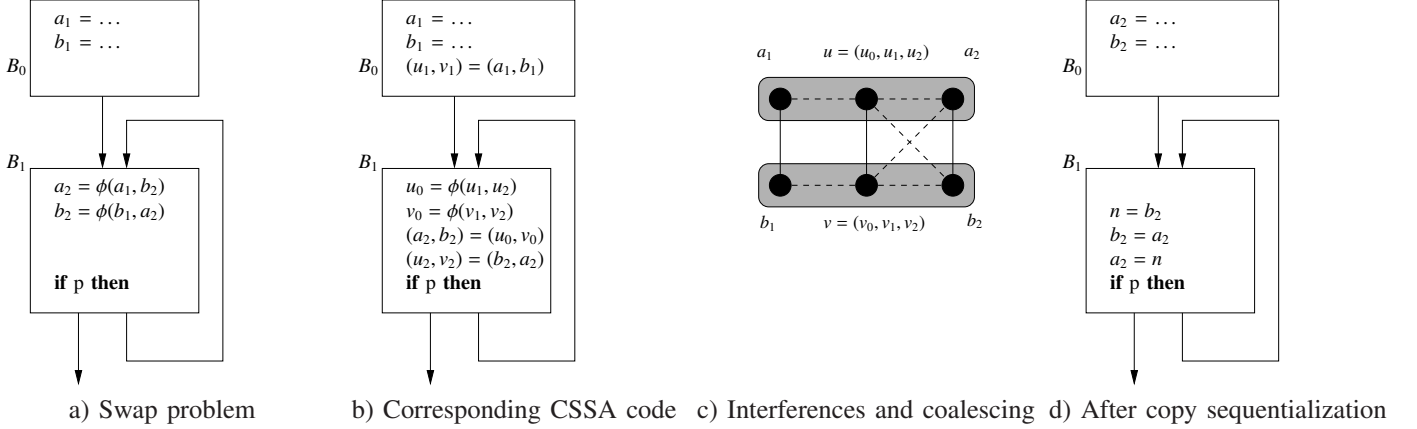 a₁ = …
b₁ = …
B₀
B₁
a₂ = ϕ(a₁, b₂)
b₂ = ϕ(b₁, a₂)
if p then
a) Swap problem
a₁ = …
b₁ = …
(u₁, v₁) = (a₁, b₁)
B₀
B₁
u₀ = ϕ(u₁, u₂)
v₀ = ϕ(v₁, v₂)
(a₂, b₂) = (u₀, v₀)
(u₂, v₂) = (b₂, a₂)
if p then
b) Corresponding CSSA code
a₁ u = (u₀, u₁, u₂) a₂
b₁ v = (v₀, v₁, v₂) b₂
c) Interferences and coalescing
a₂ = …
b₂ = …
B₀
B₁
n = b₂
b₂ = a₂
a₂ = n
if p then
d) After copy sequentialization